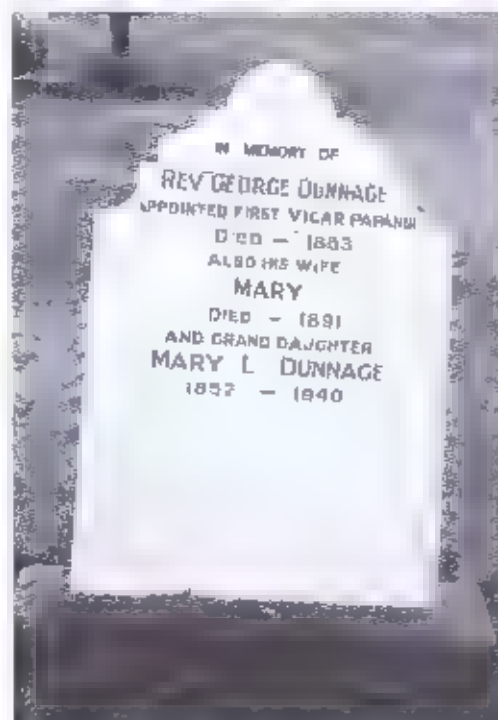 IN MEMORY OF
REV GEORGE DUNNAGE
APPOINTED FIRST VICAR PAPANUI
DIED – 1883
ALSO HIS WIFE
MARY
DIED – 1891
AND GRAND DAUGHTER
MARY L DUNNAGE
1857 – 1940